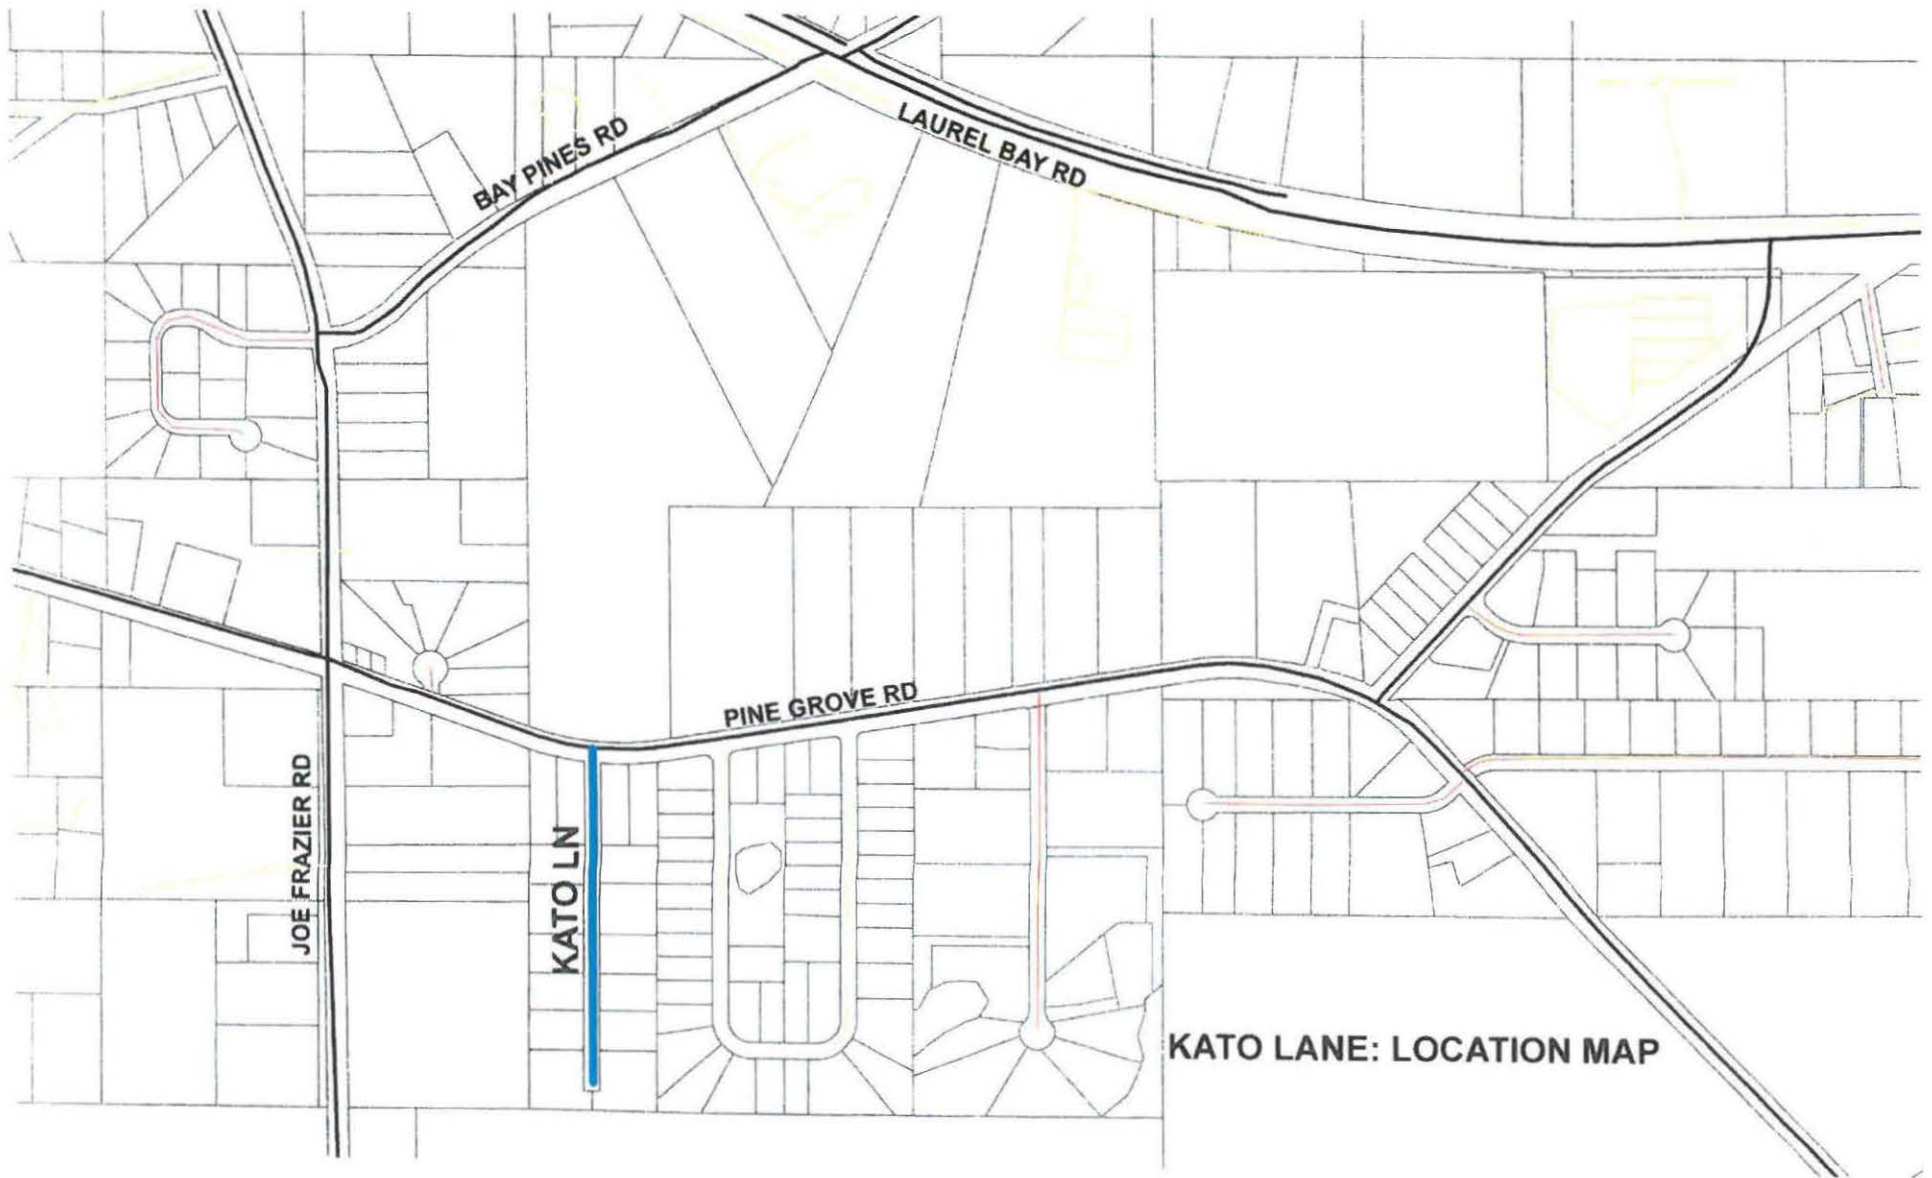 BAY PINES RD
LAUREL BAY RD
PINE GROVE RD
JOE FRAZIER RD
KATO LN
KATO LANE: LOCATION MAP